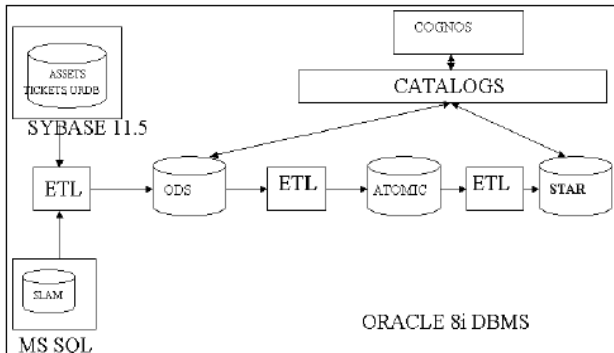 COGNOS
ASSETS
TICKETS, URDB
CATALOGS
SYBASE 11.5
ETL
ODS
ETL
ATOMIC
ETL
STAR
SLAM
ORACLE 8i DBMS
MS SQL